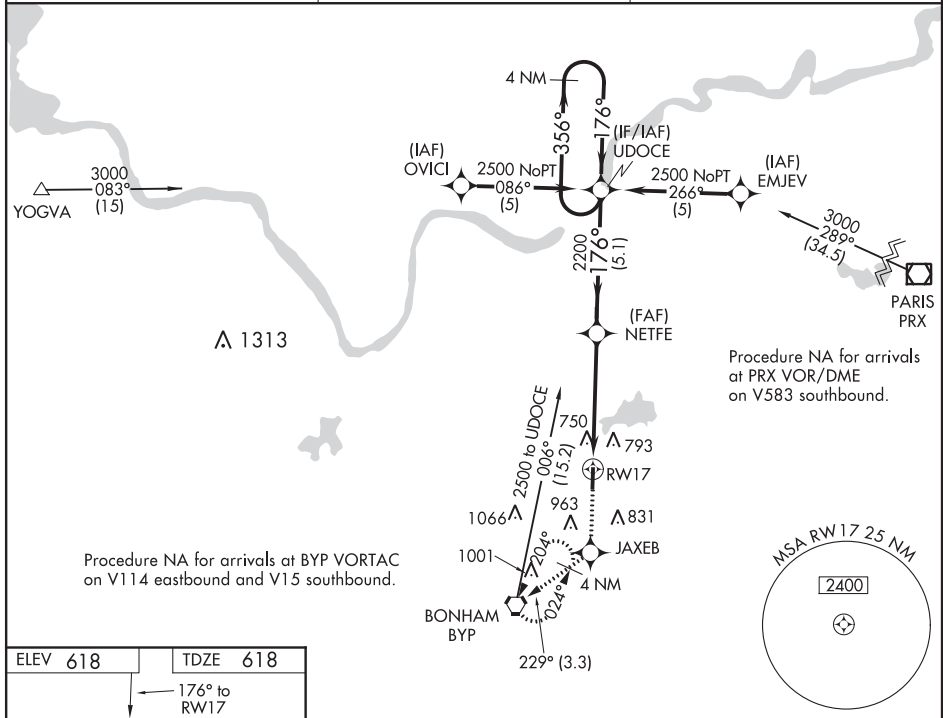 4 NM
356°
176°
(IF/IAF)
UDOCE
(IAF)
OVICI
2500 NoPT
086°
(5)
2500 NoPT
266°
(5)
(IAF)
EMJEV
3000
083°
(15)
YOGVA
3000
289°
(34.5)
PARIS
PRX
2200
176°
(5.1)
(FAF)
NETFE
1313
Procedure NA for arrivals
at PRX VOR/DME
on V583 southbound.
2500 to UDOCE
006°
(15.2)
750
793
RW17
1066
963
831
JAXEB
1001
204°
4 NM
024°
BONHAM
BYP
229° (3.3)
Procedure NA for arrivals at BYP VORTAC
on V114 eastbound and V15 southbound.
MSA RW17 25 NM
2400
ELEV 618
TDZE 618
176° to
RW17